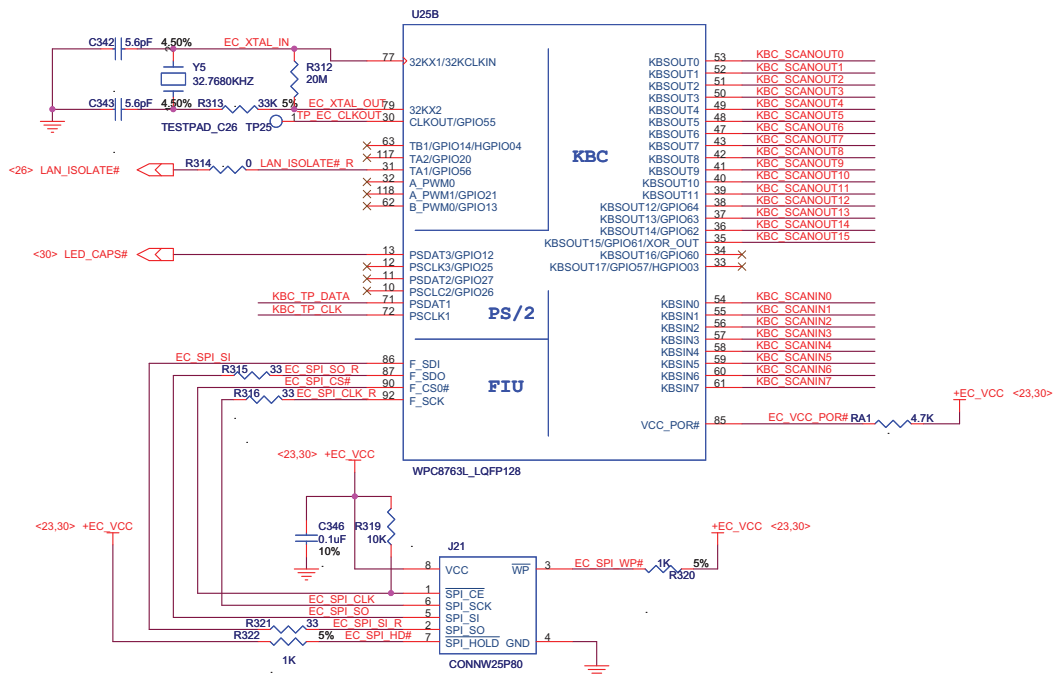 U25B
C342 5.6pF 4.50% EC_XTAL_IN
Y5
32.7680KHZ
R312
20M
C343 5.6pF 4.50% R313 33K 5% EC_XTAL_OUT
TESTPAD_C26 TP25 1 TP_EC_CLKOUT
<26> LAN_ISOLATE# R314 0 LAN_ISOLATE#_R
<30> LED_CAPS#
KBC_TP_DATA
KBC_TP_CLK
EC_SPI_SI
R315 33 EC_SPI_SO_R
EC_SPI_CS#
R316 33 EC_SPI_CLK_R
77 32KX1/32KCLKIN
79 32KX2
30 CLKOUT/GPIO55
63 TB1/GPIO14/HGPIO04
117 TA2/GPIO20
31 TA1/GPIO56
32 A_PWM0
118 A_PWM1/GPIO21
62 B_PWM0/GPIO13
13 PSDAT3/GPIO12
12 PSCLK3/GPIO25
11 PSDAT2/GPIO27
10 PSCLC2/GPIO26
71 PSDAT1
72 PSCLK1
86 F_SDI
87 F_SDO
90 F_CS0#
92 F_SCK
KBC
PS/2
FIU
KBSOUT0 53 KBC_SCANOUT0
KBSOUT1 52 KBC_SCANOUT1
KBSOUT2 51 KBC_SCANOUT2
KBSOUT3 50 KBC_SCANOUT3
KBSOUT4 49 KBC_SCANOUT4
KBSOUT5 48 KBC_SCANOUT5
KBSOUT6 47 KBC_SCANOUT6
KBSOUT7 43 KBC_SCANOUT7
KBSOUT8 42 KBC_SCANOUT8
KBSOUT9 41 KBC_SCANOUT9
KBSOUT10 40 KBC_SCANOUT10
KBSOUT11 39 KBC_SCANOUT11
KBSOUT12/GPIO64 38 KBC_SCANOUT12
KBSOUT13/GPIO63 37 KBC_SCANOUT13
KBSOUT14/GPIO62 36 KBC_SCANOUT14
KBSOUT15/GPIO61/XOR_OUT 35 KBC_SCANOUT15
KBSOUT16/GPIO60 34
KBSOUT17/GPIO57/HGPIO03 33
KBSIN0 54 KBC_SCANIN0
KBSIN1 55 KBC_SCANIN1
KBSIN2 56 KBC_SCANIN2
KBSIN3 57 KBC_SCANIN3
KBSIN4 58 KBC_SCANIN4
KBSIN5 59 KBC_SCANIN5
KBSIN6 60 KBC_SCANIN6
KBSIN7 61 KBC_SCANIN7
+EC_VCC <23,30>
VCC_POR# 85 EC_VCC_POR# RA1 4.7K
WPC8763L_LQFP128
<23,30> +EC_VCC
<23,30> +EC_VCC
C346
0.1uF
10%
R319
10K
J21
+EC_VCC <23,30>
8 VCC WP 3 EC_SPI_WP# 1K 5%
R320
1 SPI_CE
EC_SPI_CLK 6 SPI_SCK
EC_SPI_SO 5 SPI_SI
R321 33 EC_SPI_SI_R 2 SPI_SO
R322 5% EC_SPI_HD# 7 SPI_HOLD GND 4
1K
CONNW25P80